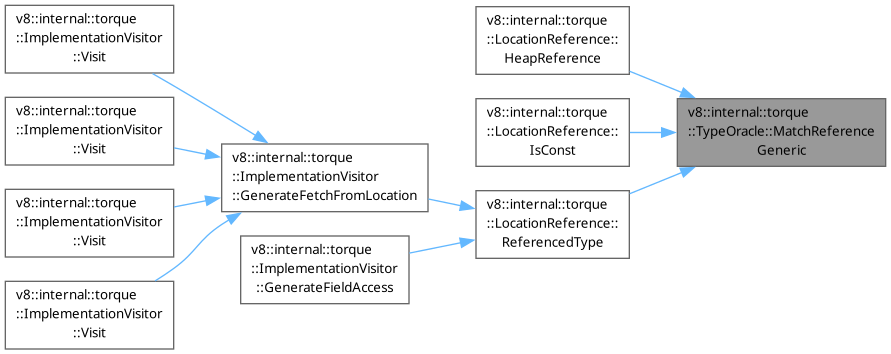 v8::internal::torque
::ImplementationVisitor
::Visit
v8::internal::torque
::ImplementationVisitor
::Visit
v8::internal::torque
::ImplementationVisitor
::Visit
v8::internal::torque
::ImplementationVisitor
::Visit
v8::internal::torque
::ImplementationVisitor
::GenerateFetchFromLocation
v8::internal::torque
::ImplementationVisitor
::GenerateFieldAccess
v8::internal::torque
::LocationReference::
HeapReference
v8::internal::torque
::LocationReference::
IsConst
v8::internal::torque
::LocationReference::
ReferencedType
v8::internal::torque
::TypeOracle::MatchReference
Generic